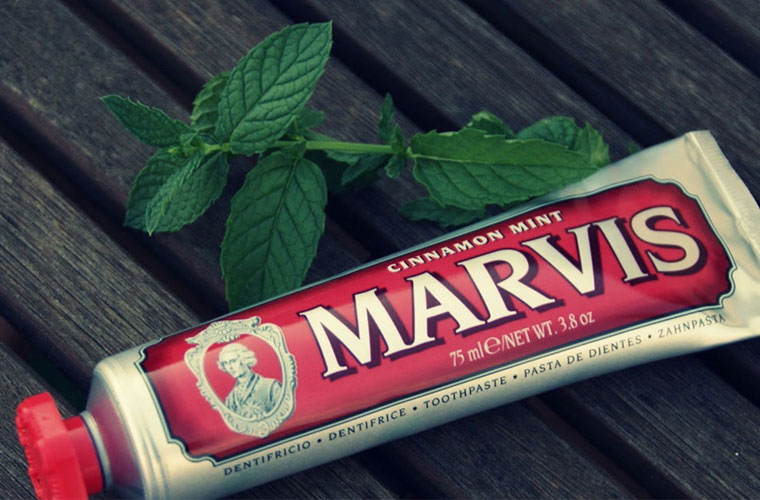 CINNAMON MINT
MARVIS
75 ml℮/NET WT. 3.8 oz
DENTIFRICIO • DENTIFRICE • TOOTHPASTE • PASTA DE DIENTES • ZAHNPASTA